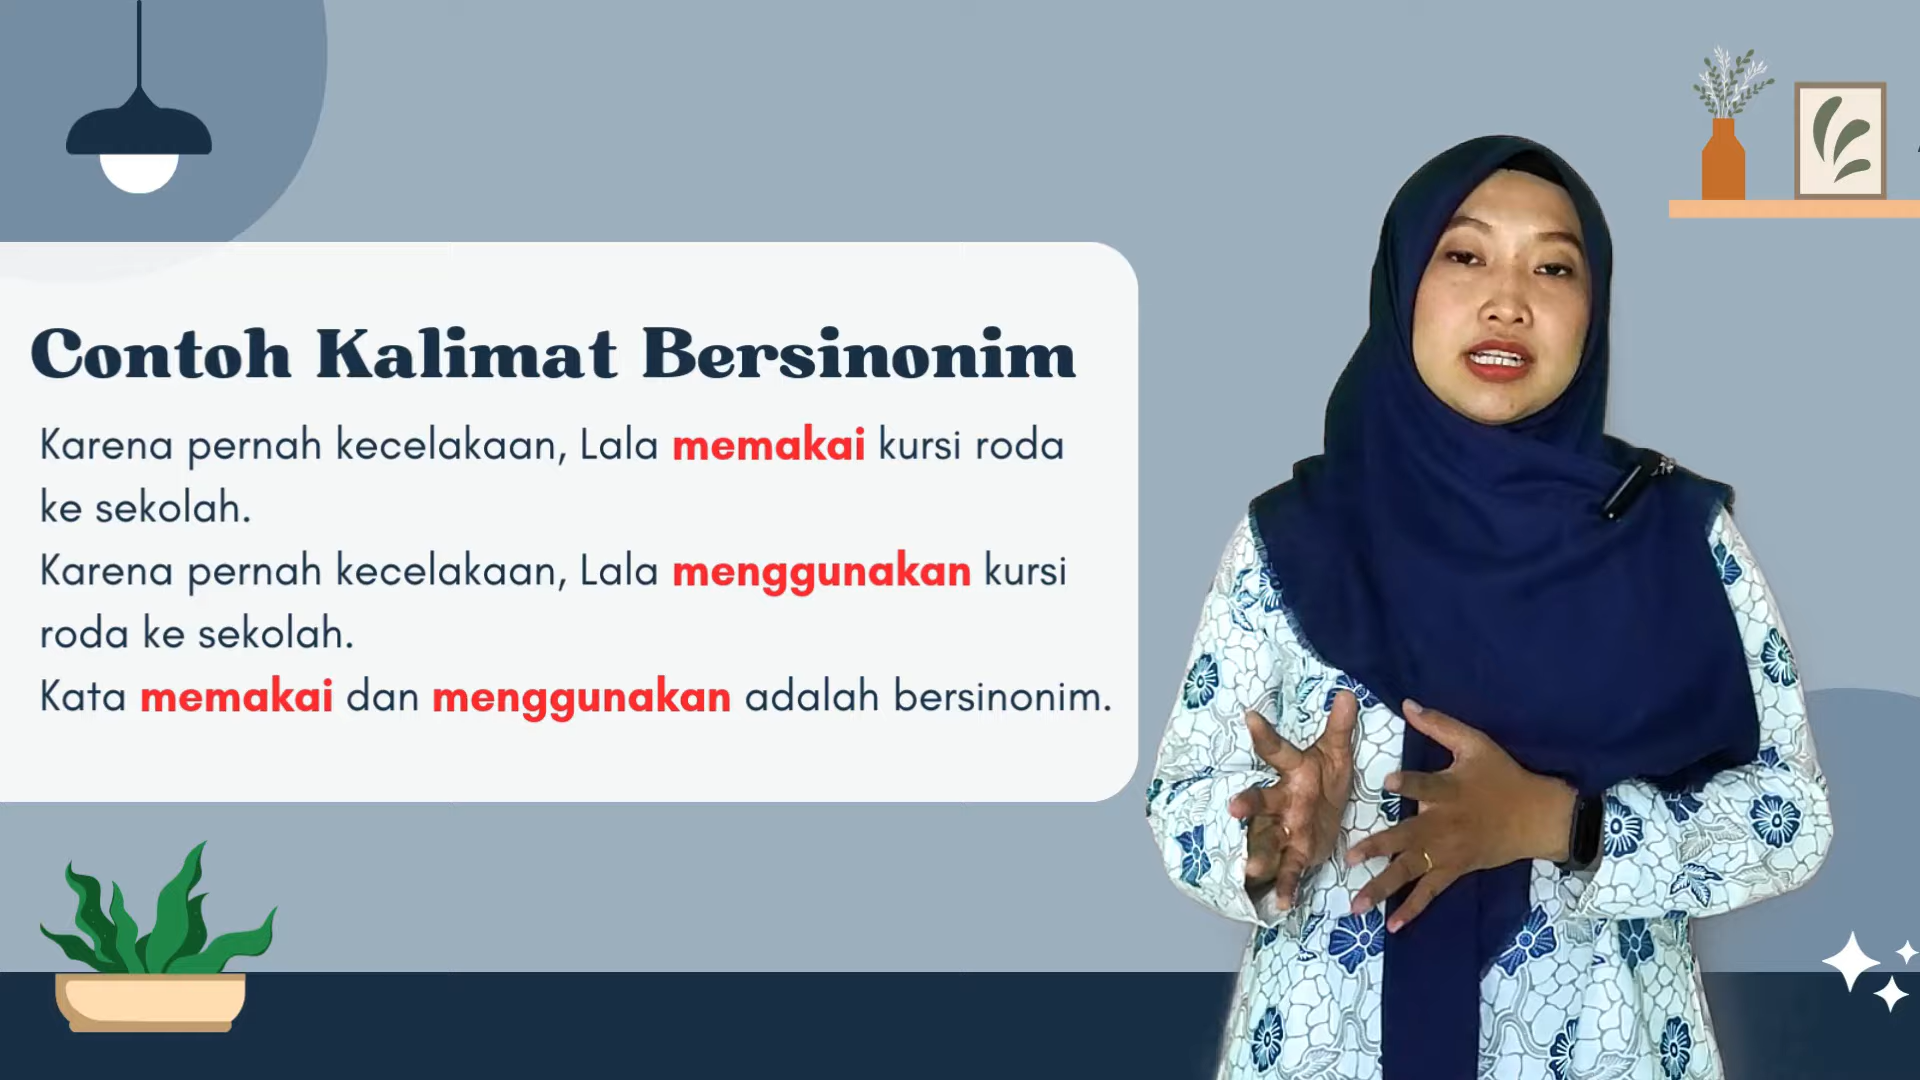 Contoh Kalimat Bersinonim
Karena pernah kecelakaan, Lala memakai kursi roda
ke sekolah.
Karena pernah kecelakaan, Lala menggunakan kursi
roda ke sekolah.
Kata memakai dan menggunakan adalah bersinonim.